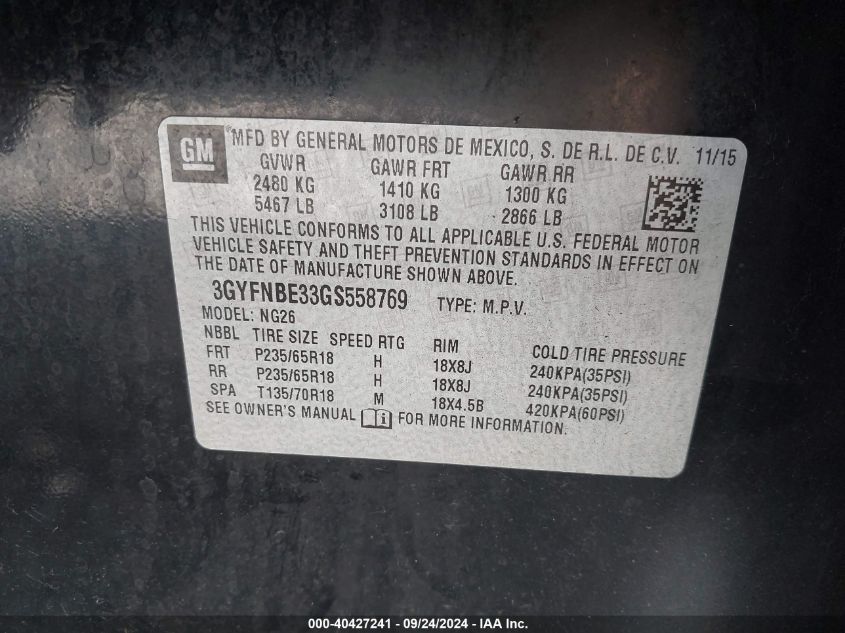 GM MFD BY GENERAL MOTORS DE MEXICO, S. DE R.L. DE C.V. 11/15
GVWR GAWR FRT GAWR RR
2480 KG 1410 KG 1300 KG
5467 LB 3108 LB 2866 LB
THIS VEHICLE CONFORMS TO ALL APPLICABLE U.S. FEDERAL MOTOR
VEHICLE SAFETY AND THEFT PREVENTION STANDARDS IN EFFECT ON
THE DATE OF MANUFACTURE SHOWN ABOVE.
3GYFNBE33GS558769 TYPE: M.P.V.
MODEL: NG26
NBBL TIRE SIZE SPEED RTG RIM COLD TIRE PRESSURE
FRT P235/65R18 H 18X8J 240KPA(35PSI)
RR P235/65R18 H 18X8J 240KPA(35PSI)
SPA T135/70R18 M 18X4.5B 420KPA(60PSI)
SEE OWNER'S MANUAL FOR MORE INFORMATION.
000-40427241 - 09/24/2024 - IAA Inc.